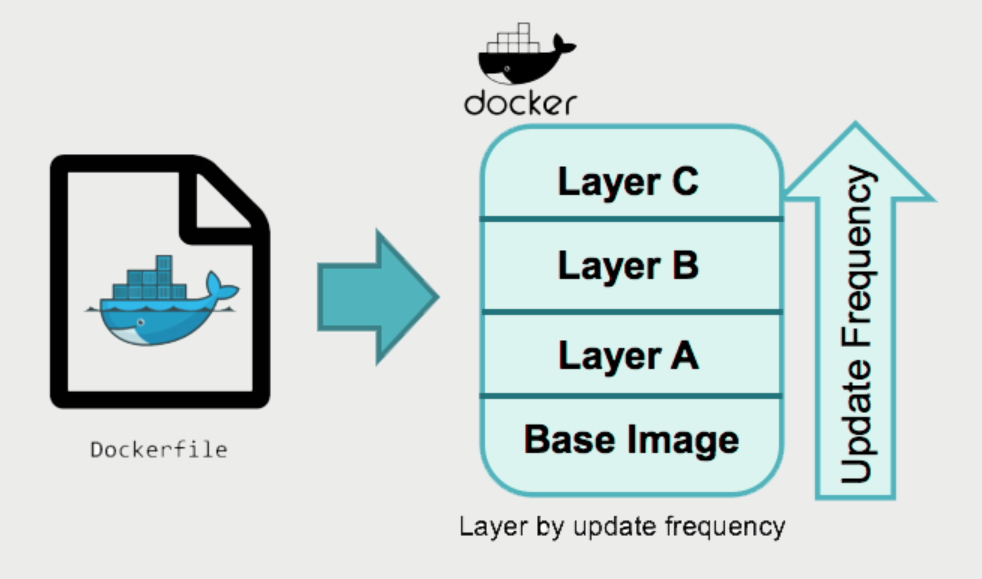 docker
Layer C
Layer B
Layer A
Base Image
Update Frequency
Dockerfile
Layer by update frequency